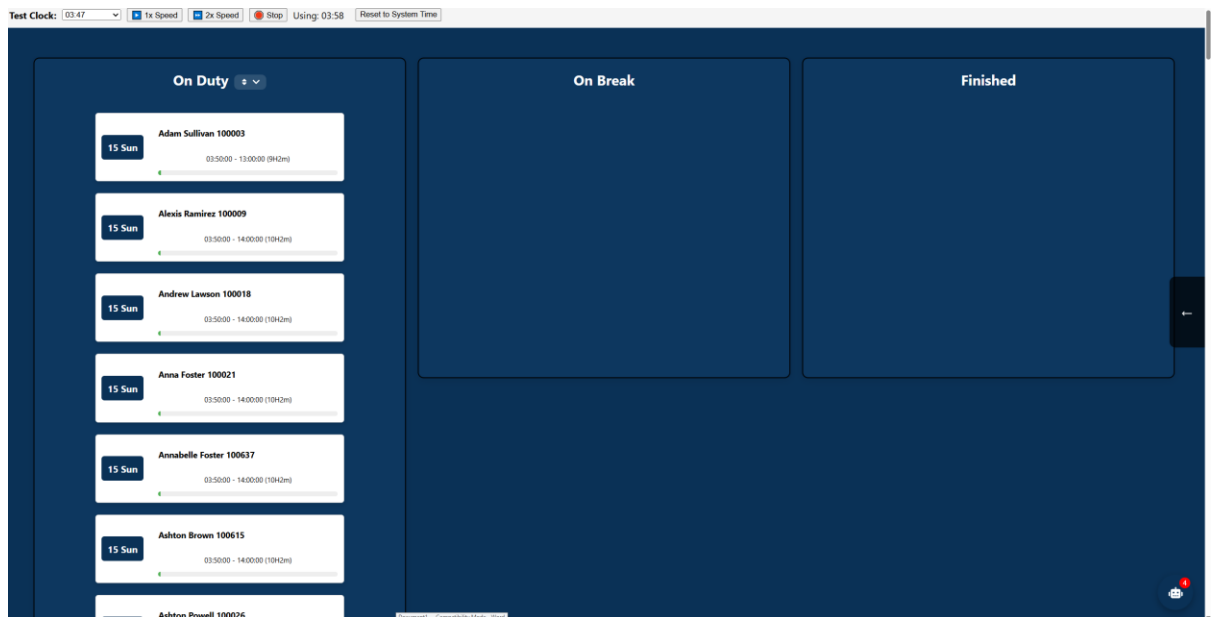 Test Clock: 03:47 1x Speed 2x Speed Stop Using: 03:58 Reset to System Time
On Duty
Adam Sullivan 100003
15 Sun
03:50:00 - 13:00:00 (9H2m)
Alexis Ramirez 100009
15 Sun
03:50:00 - 14:00:00 (10H2m)
Andrew Lawson 100018
15 Sun
03:50:00 - 14:00:00 (10H2m)
Anna Foster 100021
15 Sun
03:50:00 - 14:00:00 (10H2m)
Annabelle Foster 100637
15 Sun
03:50:00 - 14:00:00 (10H2m)
Ashton Brown 100615
15 Sun
03:50:00 - 14:00:00 (10H2m)
Ashton Powell 100026
On Break
Finished
4
Document1 - Compatibility Mode - Word